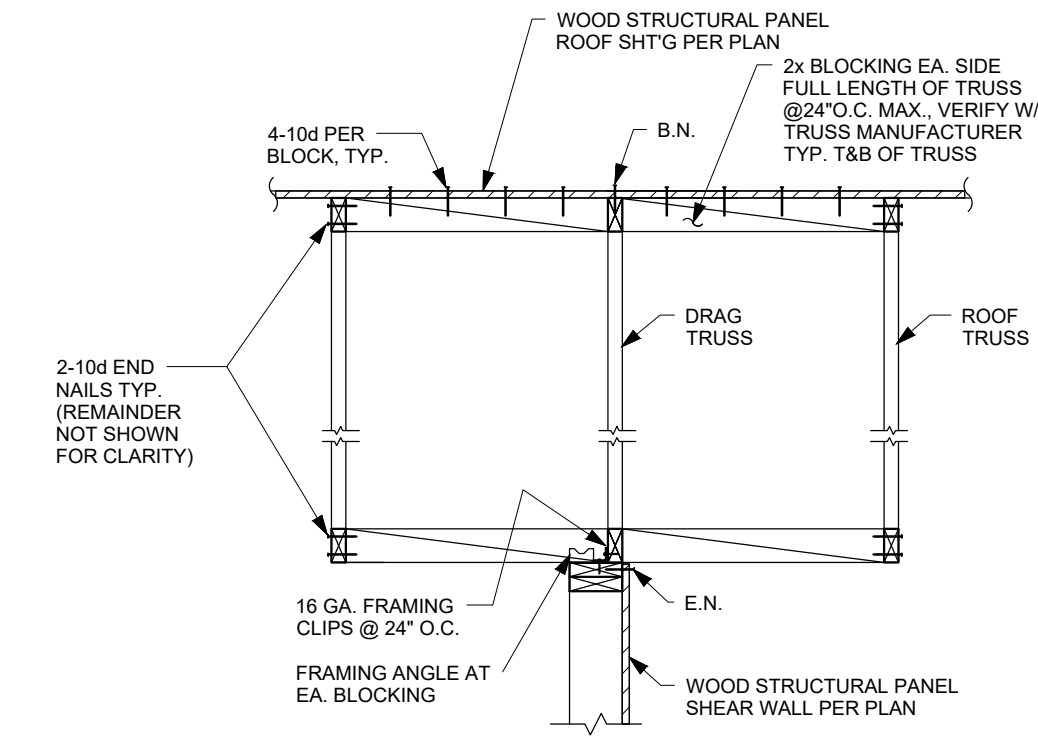 WOOD STRUCTURAL PANEL
ROOF SHT'G PER PLAN
2x BLOCKING EA. SIDE
FULL LENGTH OF TRUSS
@24"O.C. MAX., VERIFY W/
TRUSS MANUFACTURER
TYP. T&B OF TRUSS
4-10d PER
BLOCK, TYP.
B.N.
DRAG
TRUSS
ROOF
TRUSS
2-10d END
NAILS TYP.
(REMAINDER
NOT SHOWN
FOR CLARITY)
16 GA. FRAMING
CLIPS @ 24" O.C.
E.N.
FRAMING ANGLE AT
EA. BLOCKING
WOOD STRUCTURAL PANEL
SHEAR WALL PER PLAN